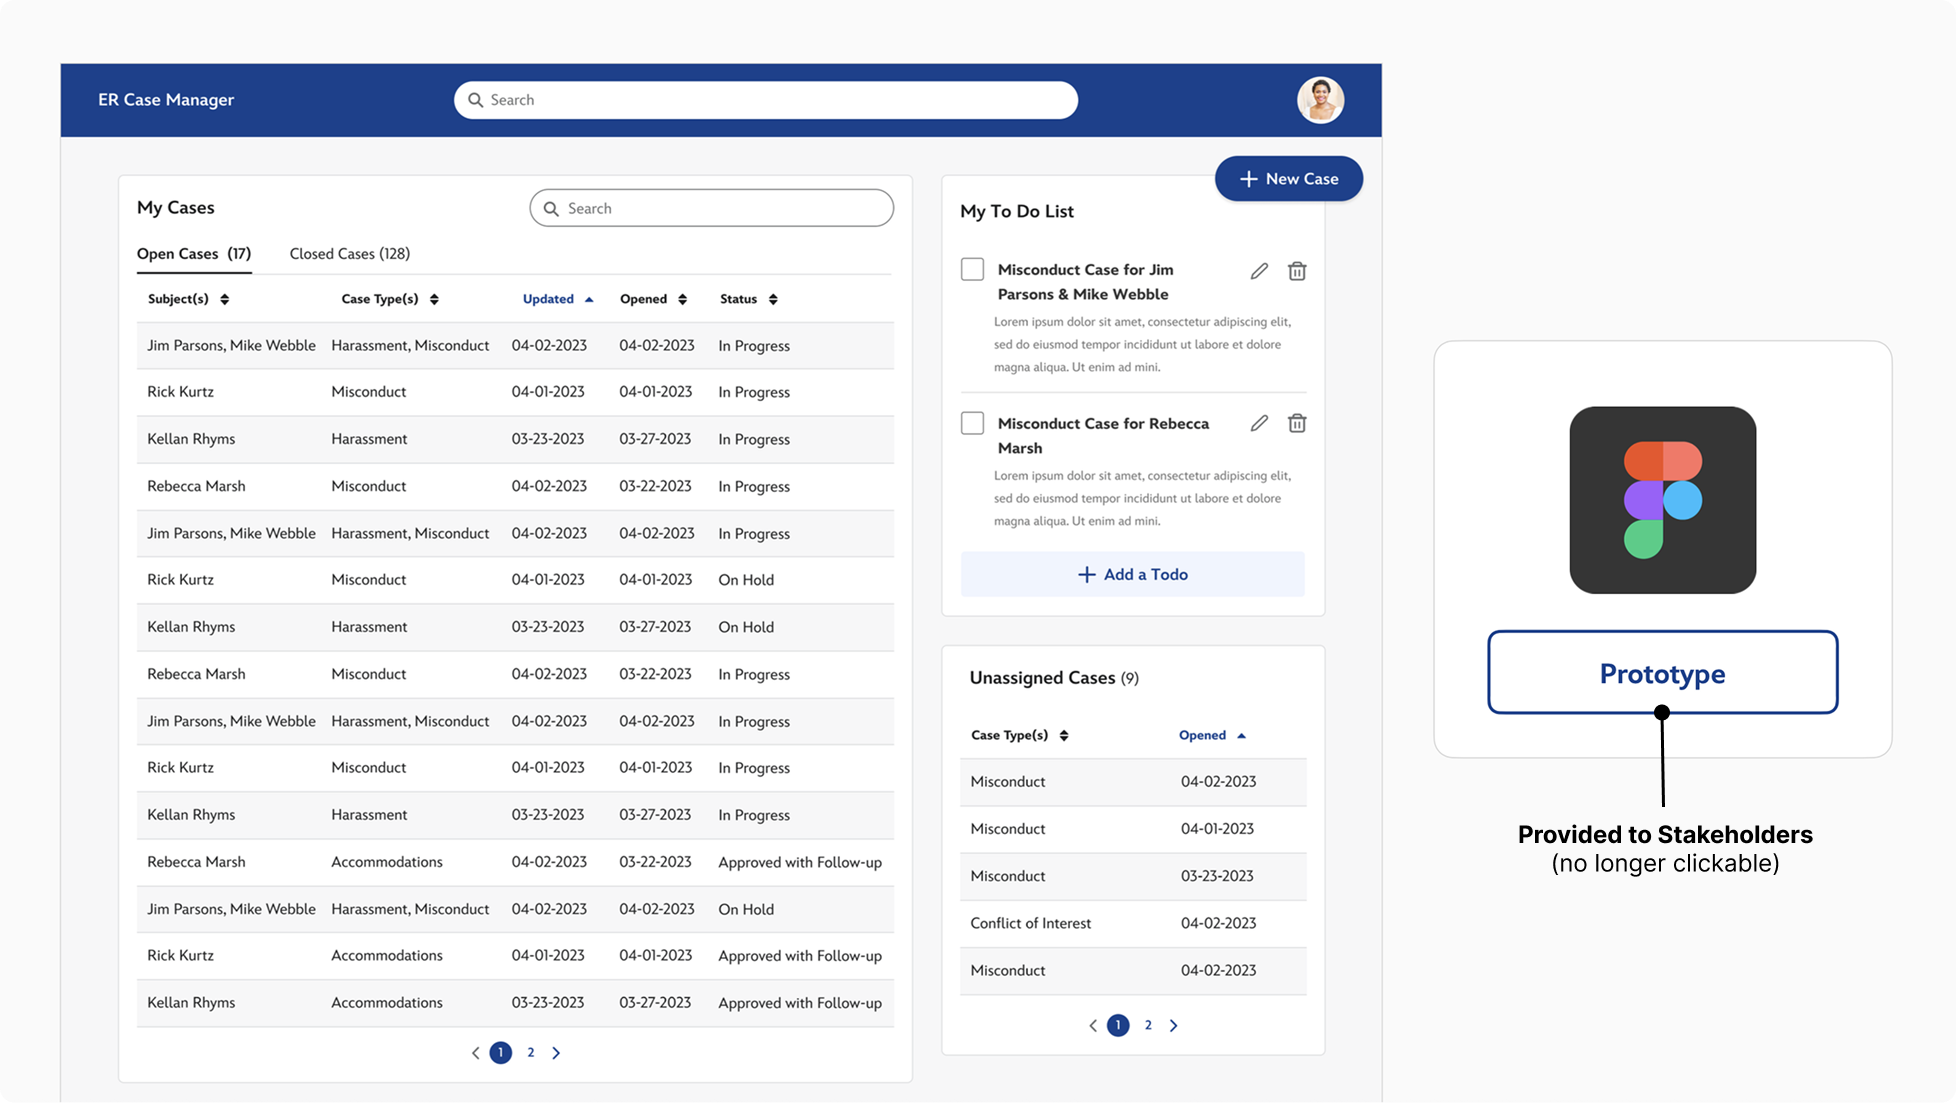 ER Case Manager
Search
New Case
My Cases
Search
Open Cases (17) Closed Cases (128)
Subject(s) Case Type(s) Updated Opened Status
Jim Parsons, Mike Webble Harassment, Misconduct 04-02-2023 04-02-2023 In Progress
Rick Kurtz Misconduct 04-01-2023 04-01-2023 In Progress
Kellan Rhyms Harassment 03-23-2023 03-27-2023 In Progress
Rebecca Marsh Misconduct 04-02-2023 03-22-2023 In Progress
Jim Parsons, Mike Webble Harassment, Misconduct 04-02-2023 04-02-2023 In Progress
Rick Kurtz Misconduct 04-01-2023 04-01-2023 On Hold
Kellan Rhyms Harassment 03-23-2023 03-27-2023 On Hold
Rebecca Marsh Misconduct 04-02-2023 03-22-2023 In Progress
Jim Parsons, Mike Webble Harassment, Misconduct 04-02-2023 04-02-2023 In Progress
Rick Kurtz Misconduct 04-01-2023 04-01-2023 In Progress
Kellan Rhyms Harassment 03-23-2023 03-27-2023 In Progress
Rebecca Marsh Accommodations 04-02-2023 03-22-2023 Approved with Follow-up
Jim Parsons, Mike Webble Harassment, Misconduct 04-02-2023 04-02-2023 On Hold
Rick Kurtz Accommodations 04-01-2023 04-01-2023 Approved with Follow-up
Kellan Rhyms Accommodations 03-23-2023 03-27-2023 Approved with Follow-up
1 2
My To Do List
Misconduct Case for Jim
Parsons & Mike Webble
Lorem ipsum dolor sit amet, consectetur adipiscing elit,
sed do eiusmod tempor incididunt ut labore et dolore
magna aliqua. Ut enim ad mini.
Misconduct Case for Rebecca
Marsh
Lorem ipsum dolor sit amet, consectetur adipiscing elit,
sed do eiusmod tempor incididunt ut labore et dolore
magna aliqua. Ut enim ad mini.
Add a Todo
Unassigned Cases (9)
Case Type(s) Opened
Misconduct 04-02-2023
Misconduct 04-01-2023
Misconduct 03-23-2023
Conflict of Interest 04-02-2023
Misconduct 04-02-2023
1 2
Prototype
Provided to Stakeholders
(no longer clickable)